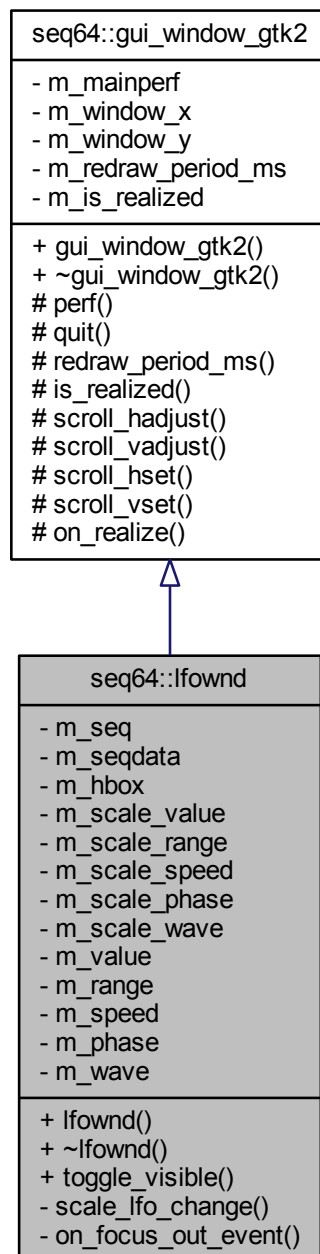 seq64::gui_window_gtk2
- m_mainperf
- m_window_x
- m_window_y
- m_redraw_period_ms
- m_is_realized
+ gui_window_gtk2()
+ ~gui_window_gtk2()
# perf()
# quit()
# redraw_period_ms()
# is_realized()
# scroll_hadjust()
# scroll_vadjust()
# scroll_hset()
# scroll_vset()
# on_realize()
seq64::lfownd
- m_seq
- m_seqdata
- m_hbox
- m_scale_value
- m_scale_range
- m_scale_speed
- m_scale_phase
- m_scale_wave
- m_value
- m_range
- m_speed
- m_phase
- m_wave
+ lfownd()
+ ~lfownd()
+ toggle_visible()
- scale_lfo_change()
- on_focus_out_event()